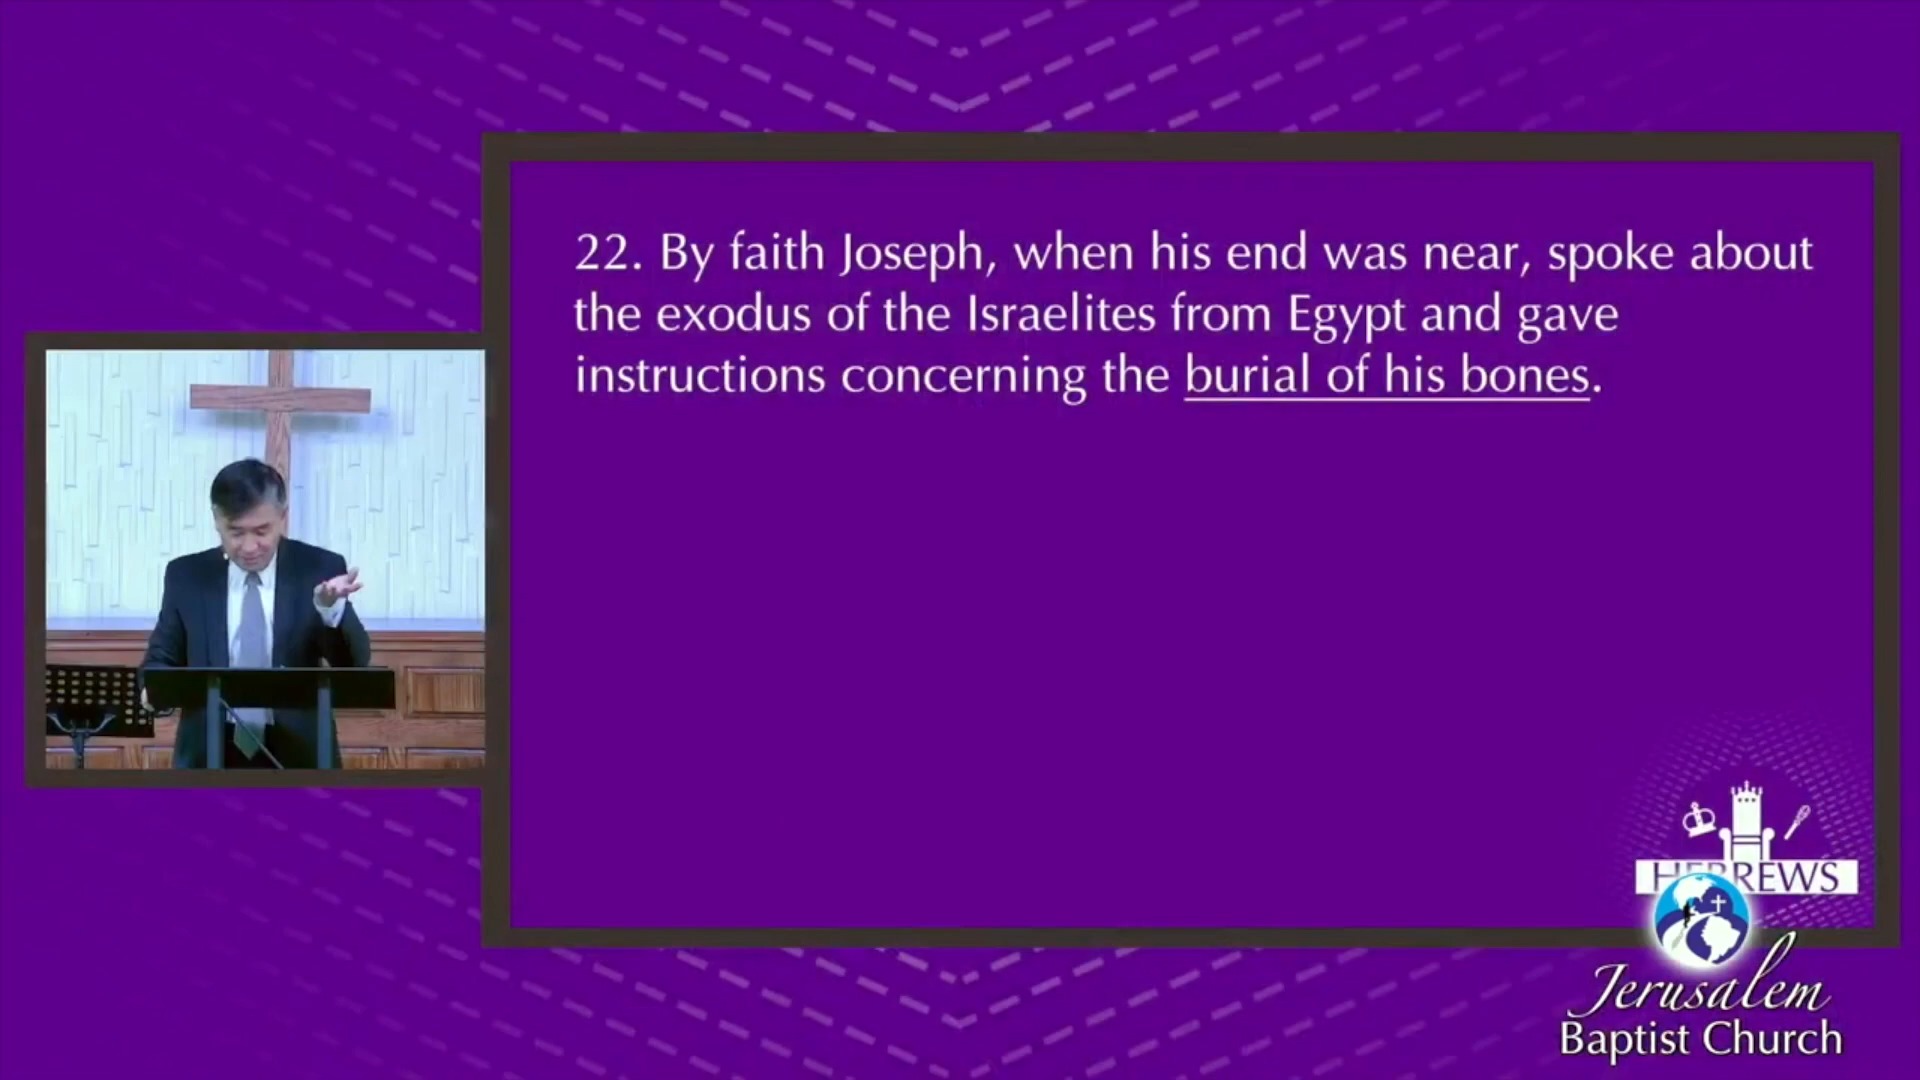 22. By faith Joseph, when his end was near, spoke about
the exodus of the Israelites from Egypt and gave
instructions concerning the burial of his bones.
HEBREWS
Jerusalem
Baptist Church